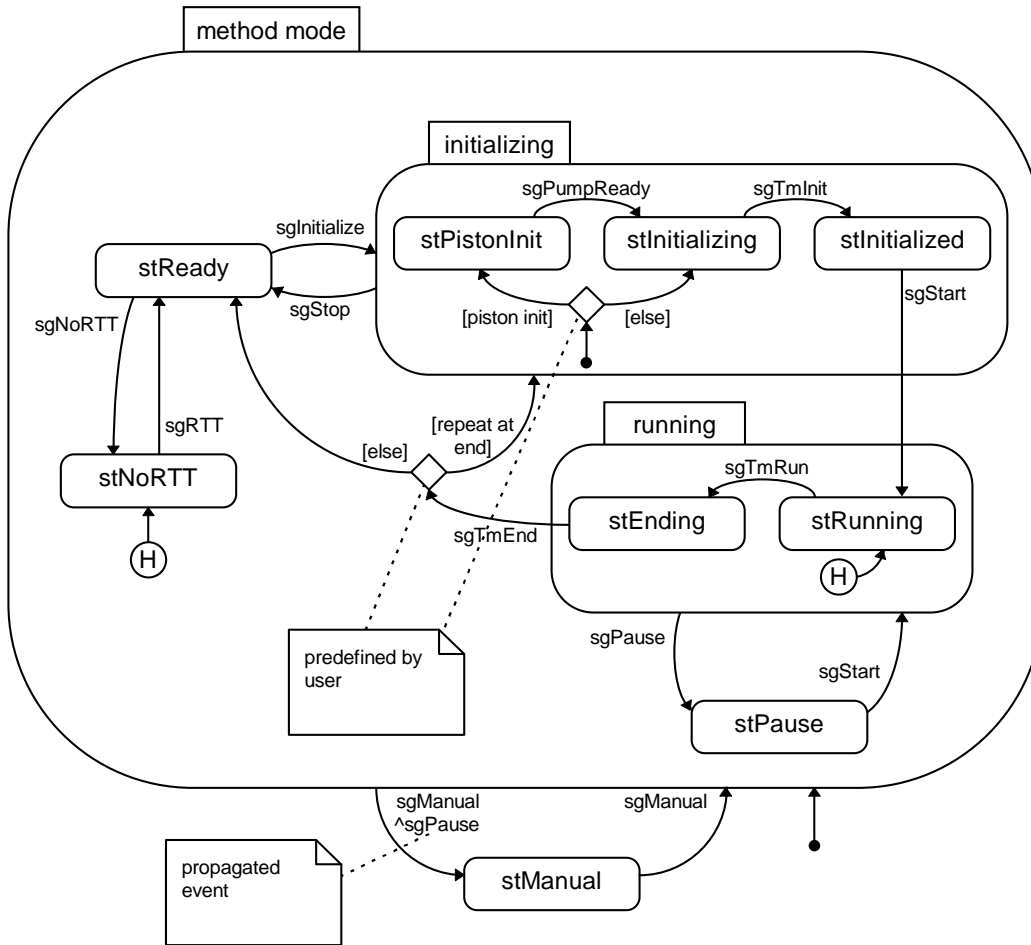 method mode
initializing
sgPumpReady
sgTmInit
stPistonInit
stInitializing
stInitialized
sgInitialize
stReady
sgStop
[piston init]
[else]
sgStart
sgNoRTT
sgRTT
[repeat at
end]
[else]
running
stNoRTT
sgTmRun
stEnding
stRunning
sgTmEnd
H
H
predefined by
user
sgPause
sgStart
stPause
sgManual
^sgPause
sgManual
propagated
event
stManual